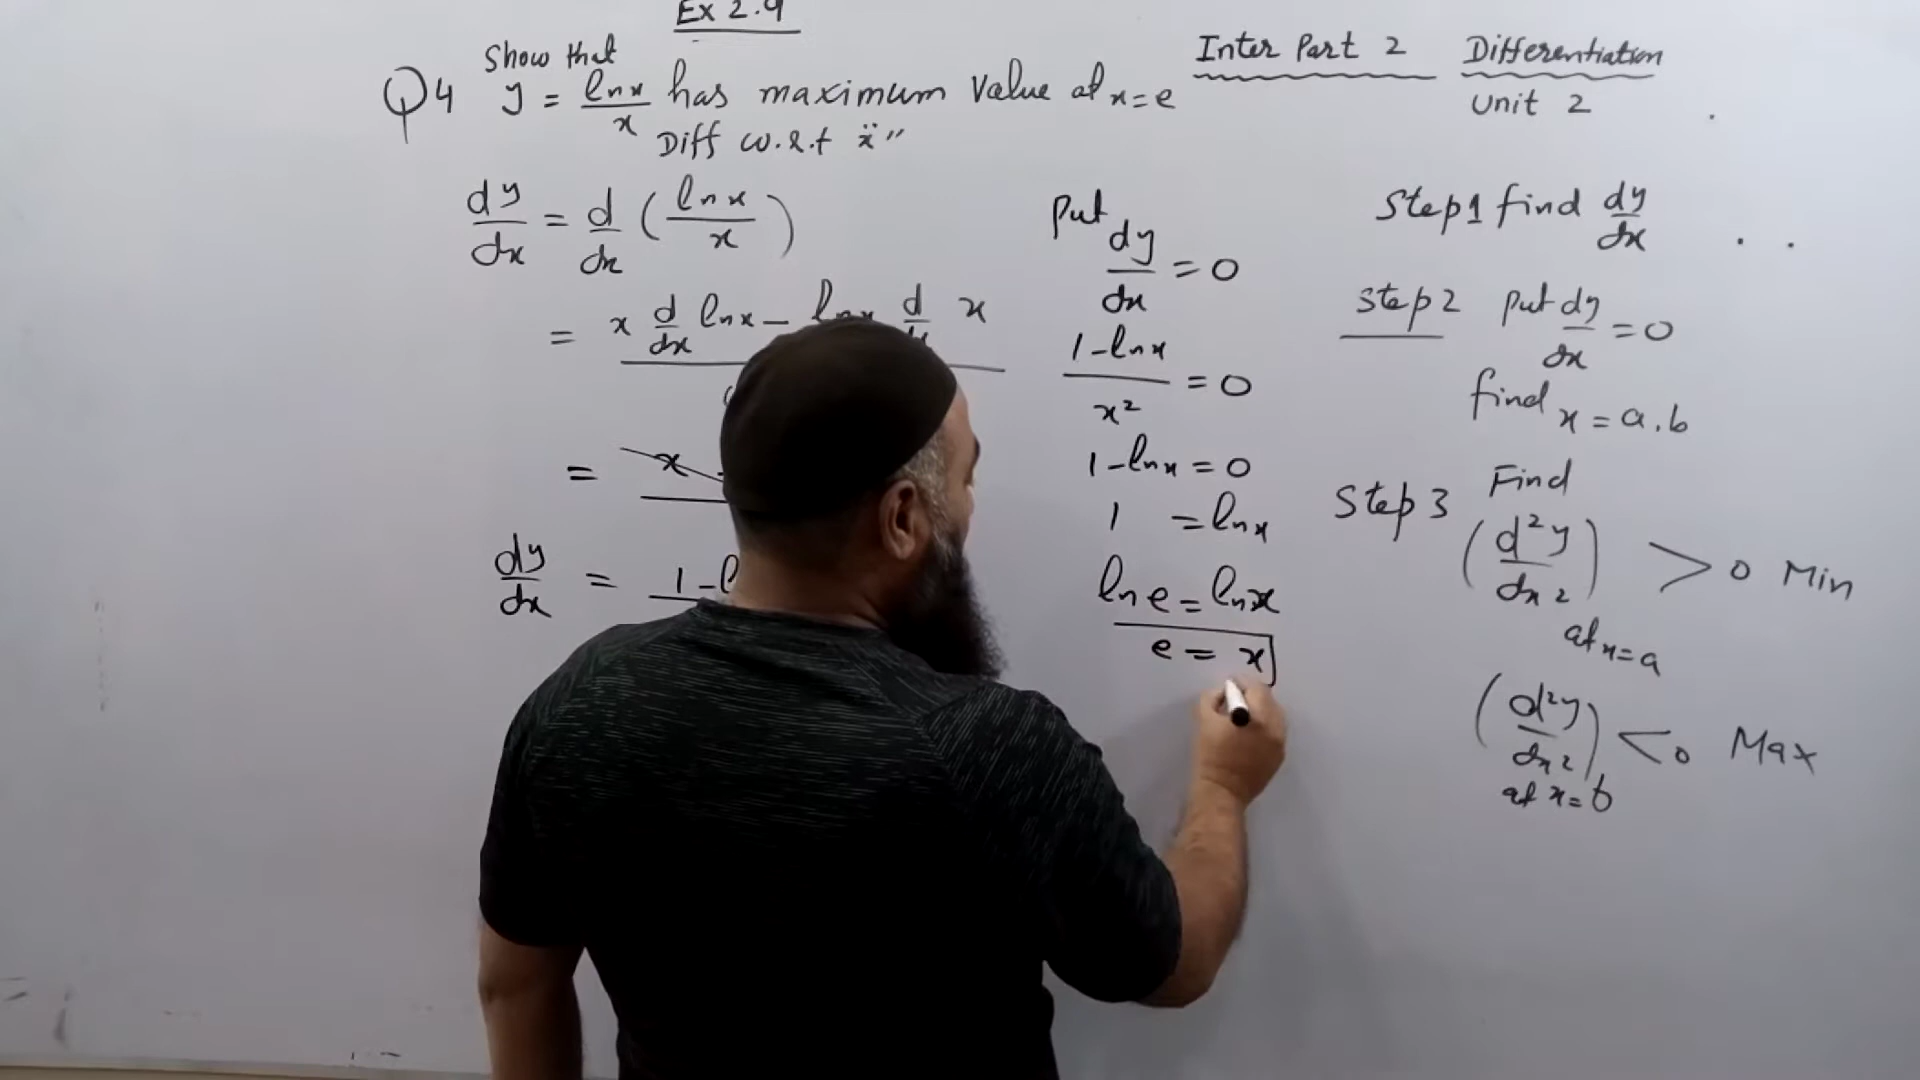 Ex 2.9
Inter Part 2 Differentiation
Unit 2
Show that
Q4 y = lnx/x has maximum value at x=e
Diff w.r.t "x"
dy/dx = d/dx (lnx/x)
= x d/dx lnx - lnx d/dx x
= x
dy/dx = 1-l
Put dy/dx = 0
1-lnx/x² = 0
1-lnx = 0
1 = lnx
ln e = lnx
e = x
Step1 find dy/dx
Step 2 Put dy/dx = 0
find x = a, b
Step 3 Find
(d²y/dx²) > 0 Min
at x=a
(d²y/dx²) < 0 Max
at x=b